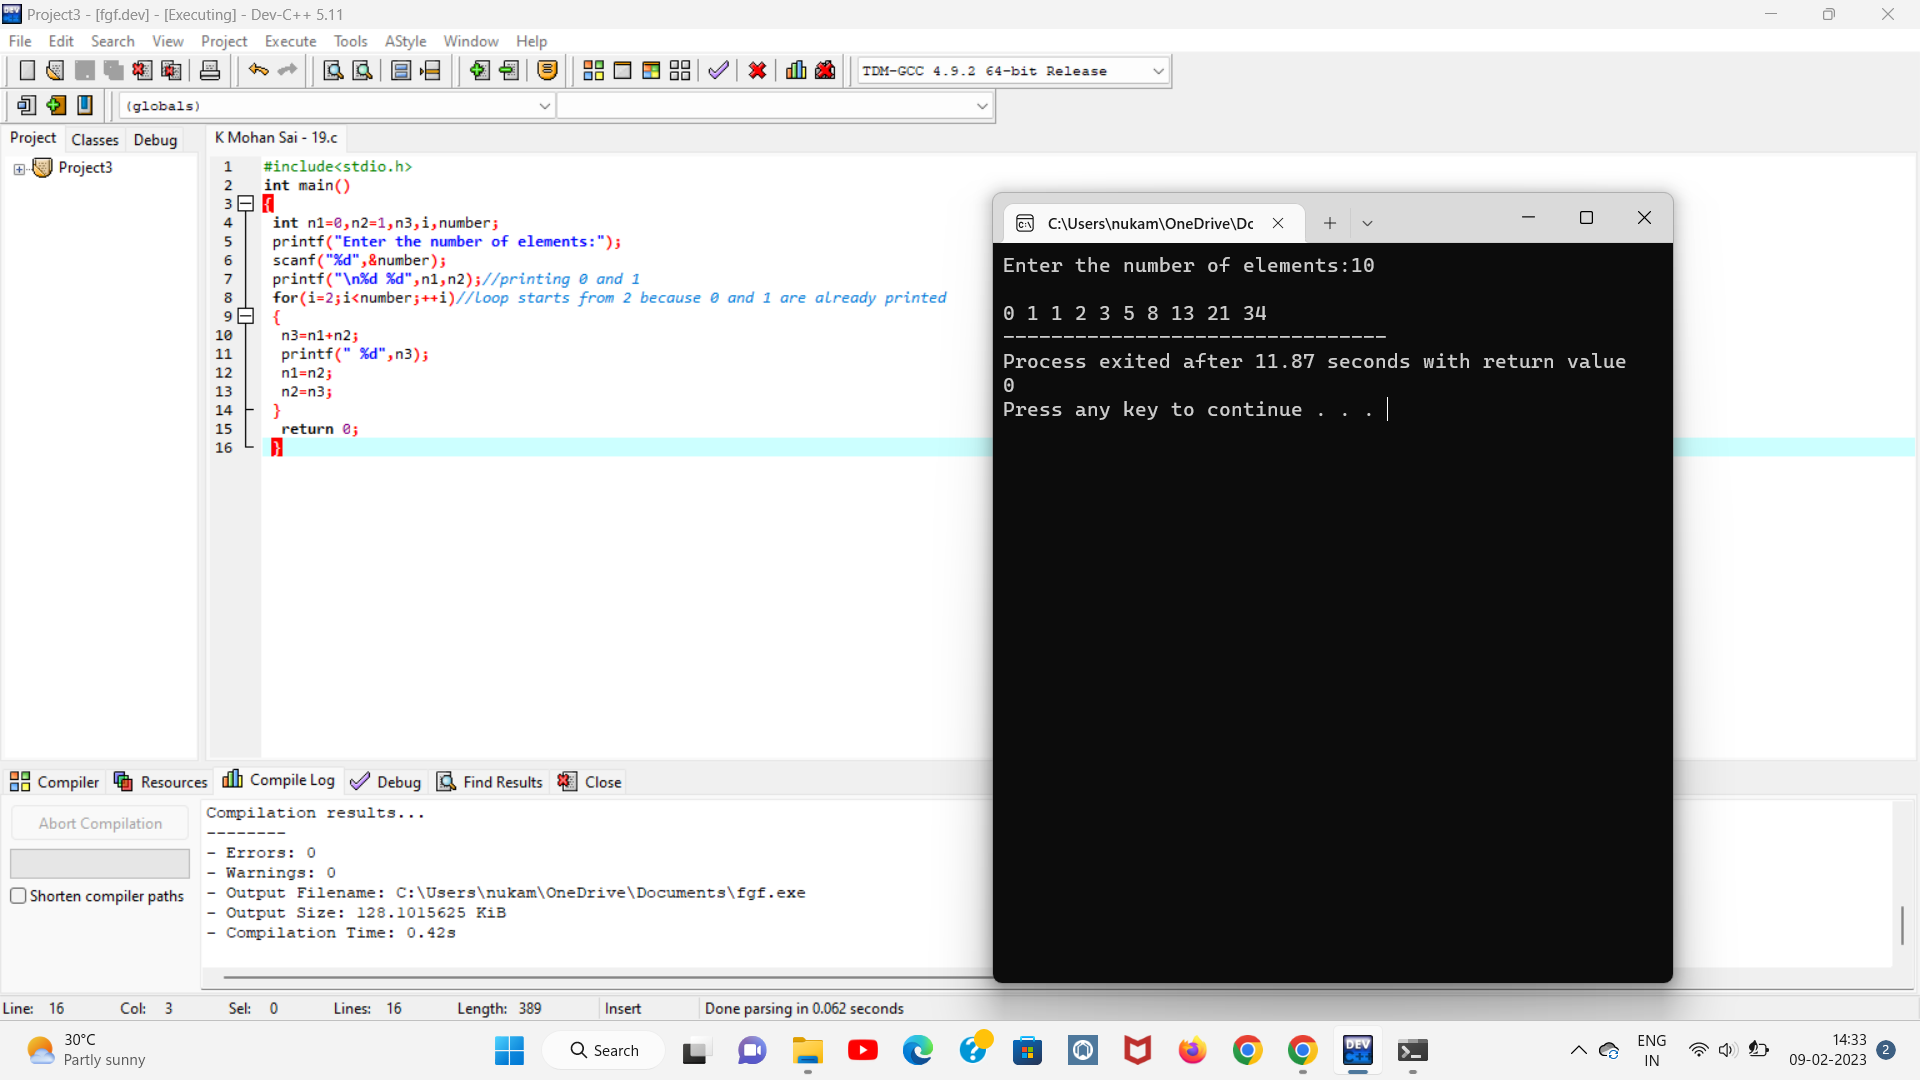 Project3 - [fgf.dev] - [Executing] - Dev-C++ 5.11
File Edit Search View Project Execute Tools AStyle Window Help
TDM-GCC 4.9.2 64-bit Release
(globals)
Project Classes Debug
K Mohan Sai - 19.c
Project3
1 #include<stdio.h>
2 int main()
3 {
4 int n1=0,n2=1,n3,i,number;
5 printf("Enter the number of elements:");
6 scanf("%d",&number);
7 printf("\n%d %d",n1,n2);//printing 0 and 1
8 for(i=2;i<number;++i)//loop starts from 2 because 0 and 1 are already printed
9 {
10 n3=n1+n2;
11 printf(" %d",n3);
12 n1=n2;
13 n2=n3;
14 }
15 return 0;
16 }
C:\Users\nukam\OneDrive\Dc
Enter the number of elements:10
0 1 1 2 3 5 8 13 21 34
--------------------------------
Process exited after 11.87 seconds with return value
0
Press any key to continue . . .
Compiler Resources Compile Log Debug Find Results Close
Abort Compilation
Shorten compiler paths
Compilation results...
--------
- Errors: 0
- Warnings: 0
- Output Filename: C:\Users\nukam\OneDrive\Documents\fgf.exe
- Output Size: 128.1015625 KiB
- Compilation Time: 0.42s
Line: 16 Col: 3 Sel: 0 Lines: 16 Length: 389 Insert Done parsing in 0.062 seconds
30°C
Partly sunny
Search
DEV
ENG
IN
14:33
09-02-2023
2